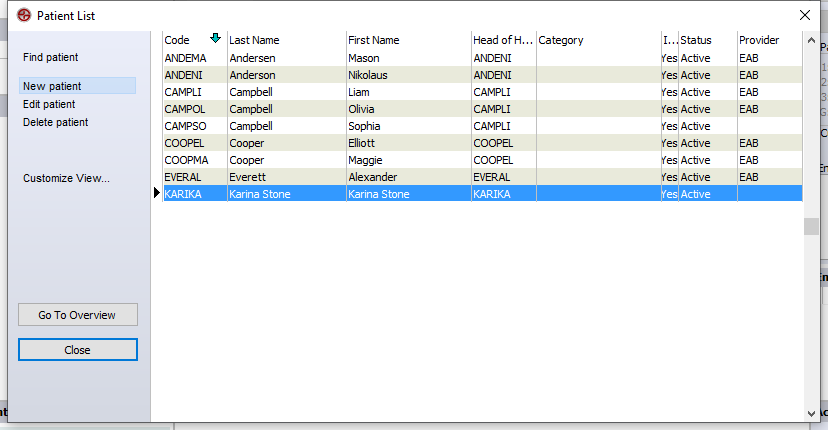 Patient List
Find patient
New patient
Edit patient
Delete patient
Customize View...
Go To Overview
Close
Code Last Name First Name Head of H... Category I... Status Provider
ANDEMA Andersen Mason ANDENI Yes Active EAB
ANDENI Anderson Nikolaus ANDENI Yes Active EAB
CAMPLI Campbell Liam CAMPLI Yes Active EAB
CAMPOL Campbell Olivia CAMPLI Yes Active EAB
CAMPSO Campbell Sophia CAMPLI Yes Active
COOPEL Cooper Elliott COOPEL Yes Active EAB
COOPMA Cooper Maggie COOPEL Yes Active EAB
EVERAL Everett Alexander EVERAL Yes Active EAB
KARIKA Karina Stone Karina Stone KARIKA Yes Active